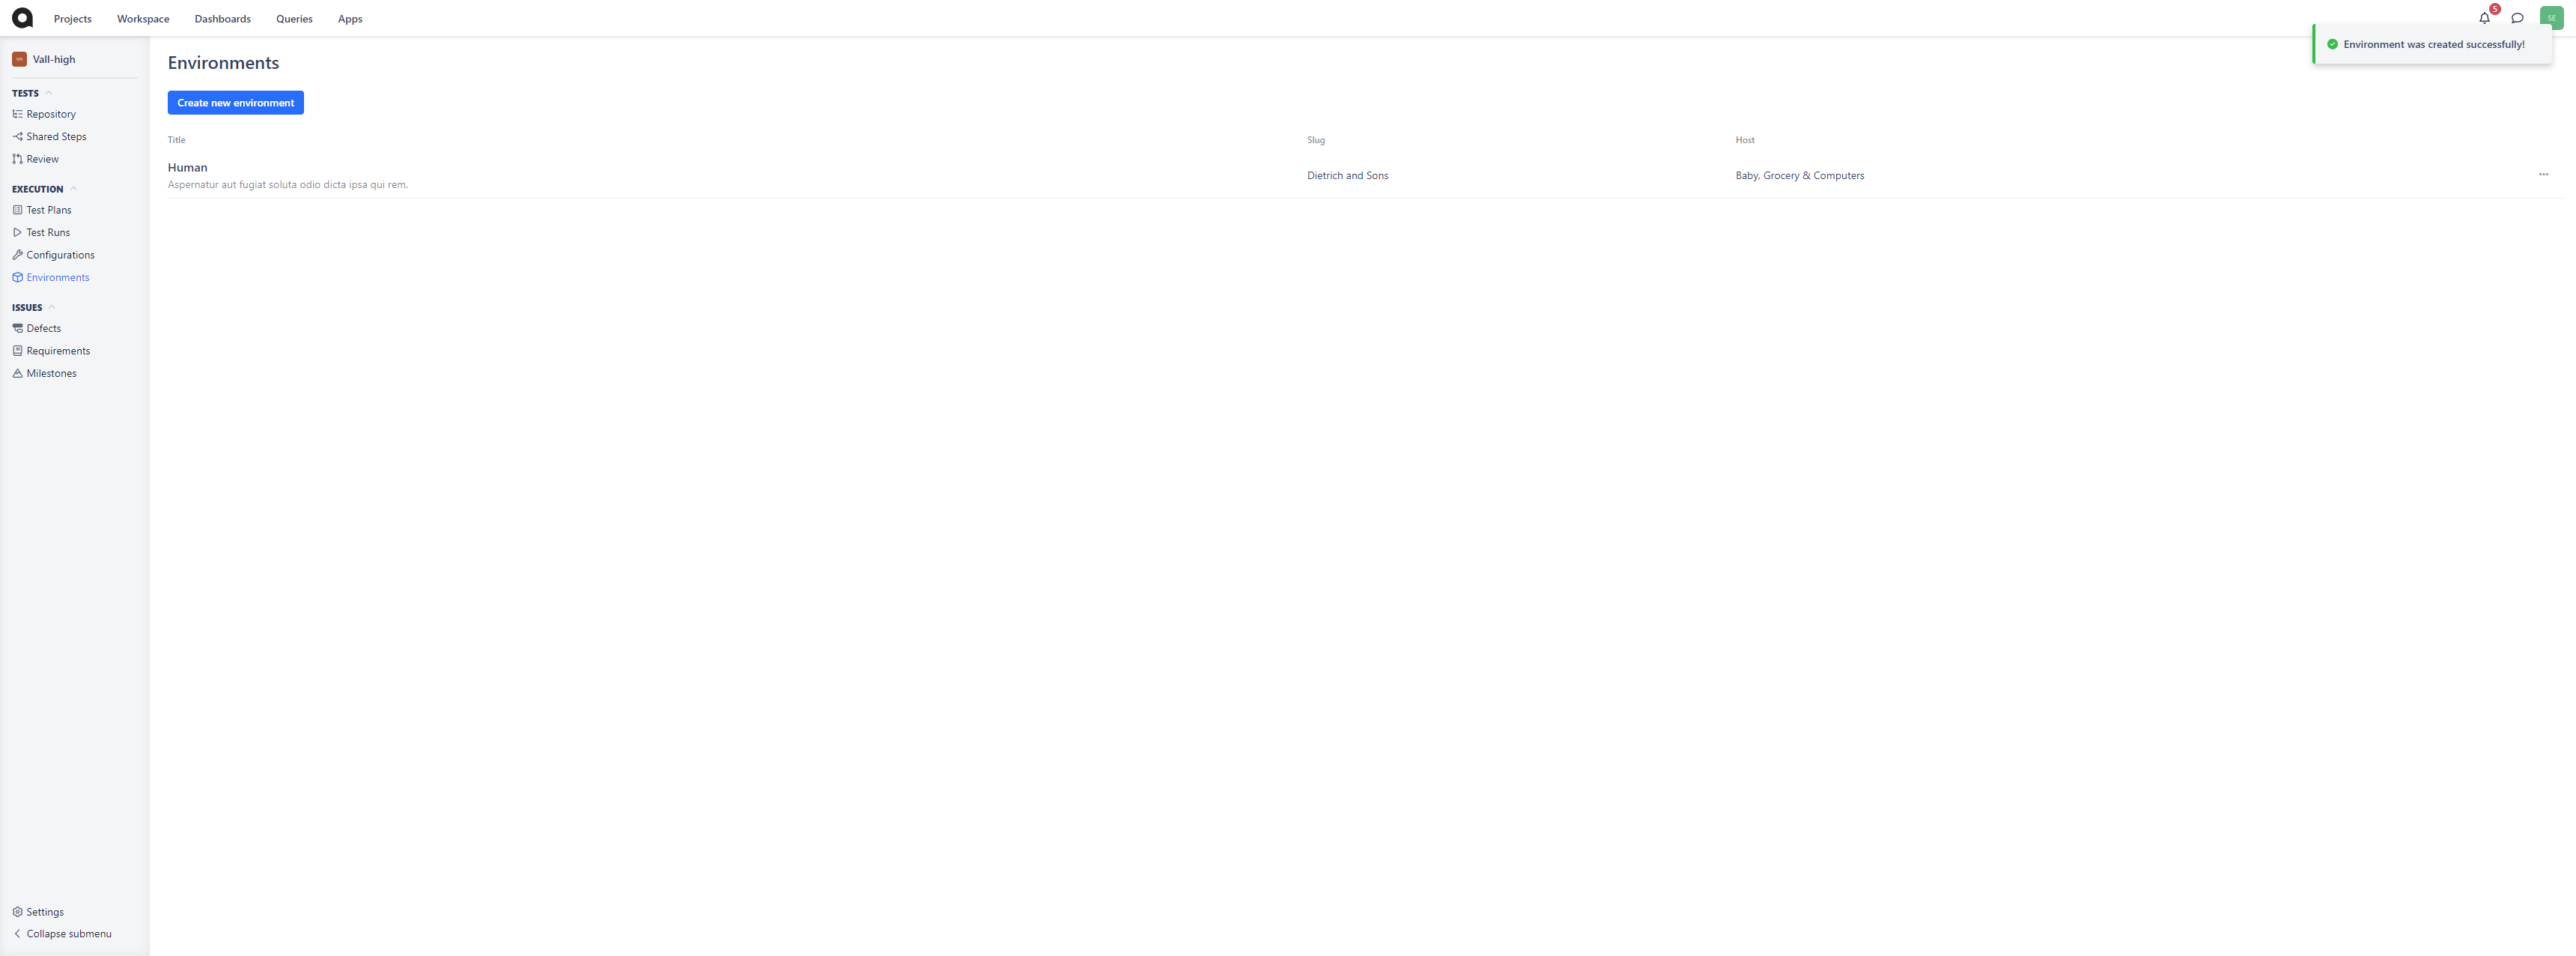 Projects Workspace Dashboards Queries Apps
5
SE
Environment was created successfully!
VH Vall-high
TESTS
Repository
Shared Steps
Review
EXECUTION
Test Plans
Test Runs
Configurations
Environments
ISSUES
Defects
Requirements
Milestones
Settings
Collapse submenu
Environments
Create new environment
Title Slug Host
Human
Aspernatur aut fugiat soluta odio dicta ipsa qui rem.
Dietrich and Sons
Baby, Grocery & Computers